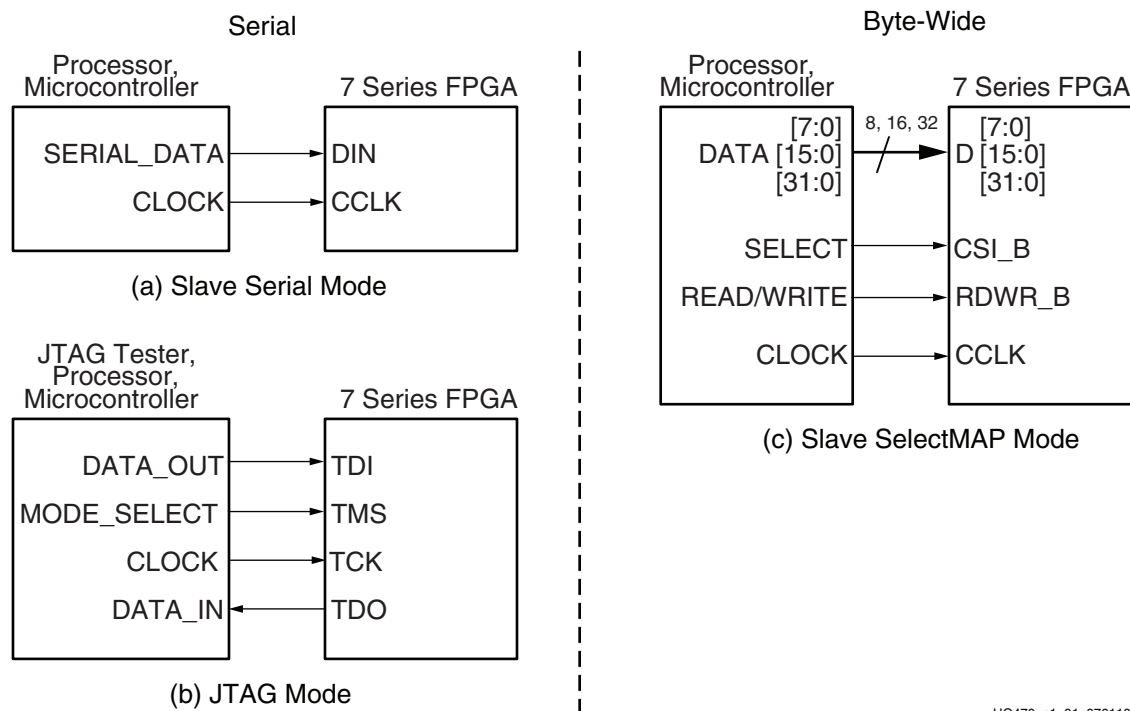 Serial
Processor,
Microcontroller
7 Series FPGA
SERIAL_DATA
DIN
CLOCK
CCLK
(a) Slave Serial Mode
JTAG Tester,
Processor,
Microcontroller
7 Series FPGA
DATA_OUT
TDI
MODE_SELECT
TMS
CLOCK
TCK
DATA_IN
TDO
(b) JTAG Mode
Byte-Wide
Processor,
Microcontroller
7 Series FPGA
[7:0]
DATA [15:0]
[31:0]
8, 16, 32
[7:0]
D [15:0]
[31:0]
SELECT
CSI_B
READ/WRITE
RDWR_B
CLOCK
CCLK
(c) Slave SelectMAP Mode